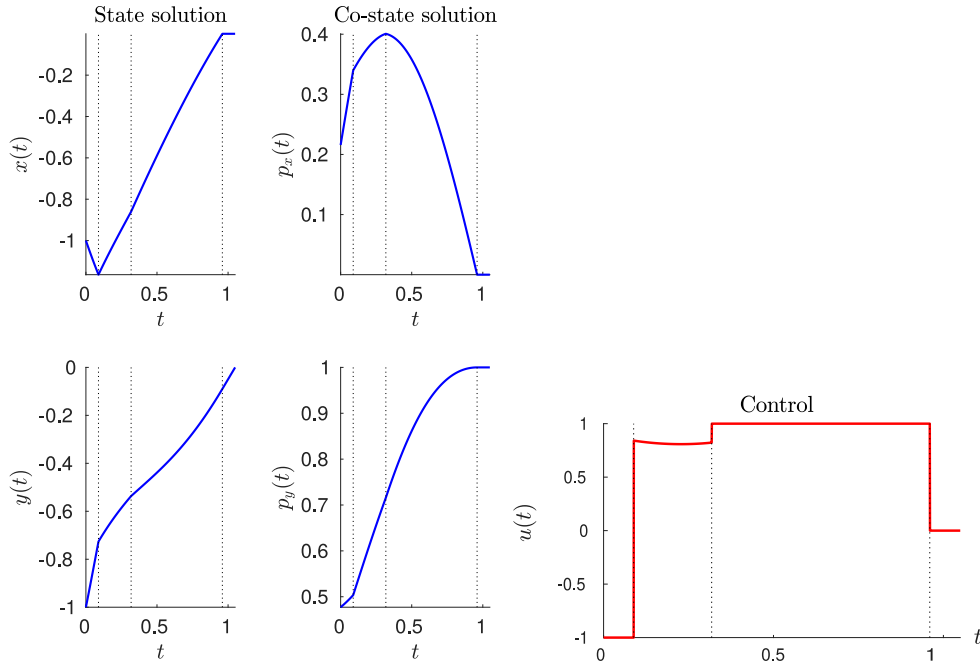 State solution
x(t)
-0.2
-0.4
-0.6
-0.8
-1
0 0.5 1
t
Co-state solution
p_x(t)
0.4
0.3
0.2
0.1
0 0.5 1
t
y(t)
0
-0.2
-0.4
-0.6
-0.8
-1
0 0.5 1
t
p_y(t)
1
0.9
0.8
0.7
0.6
0.5
0 0.5 1
t
Control
u(t)
1
0.5
0
-0.5
-1
0 0.5 1
t